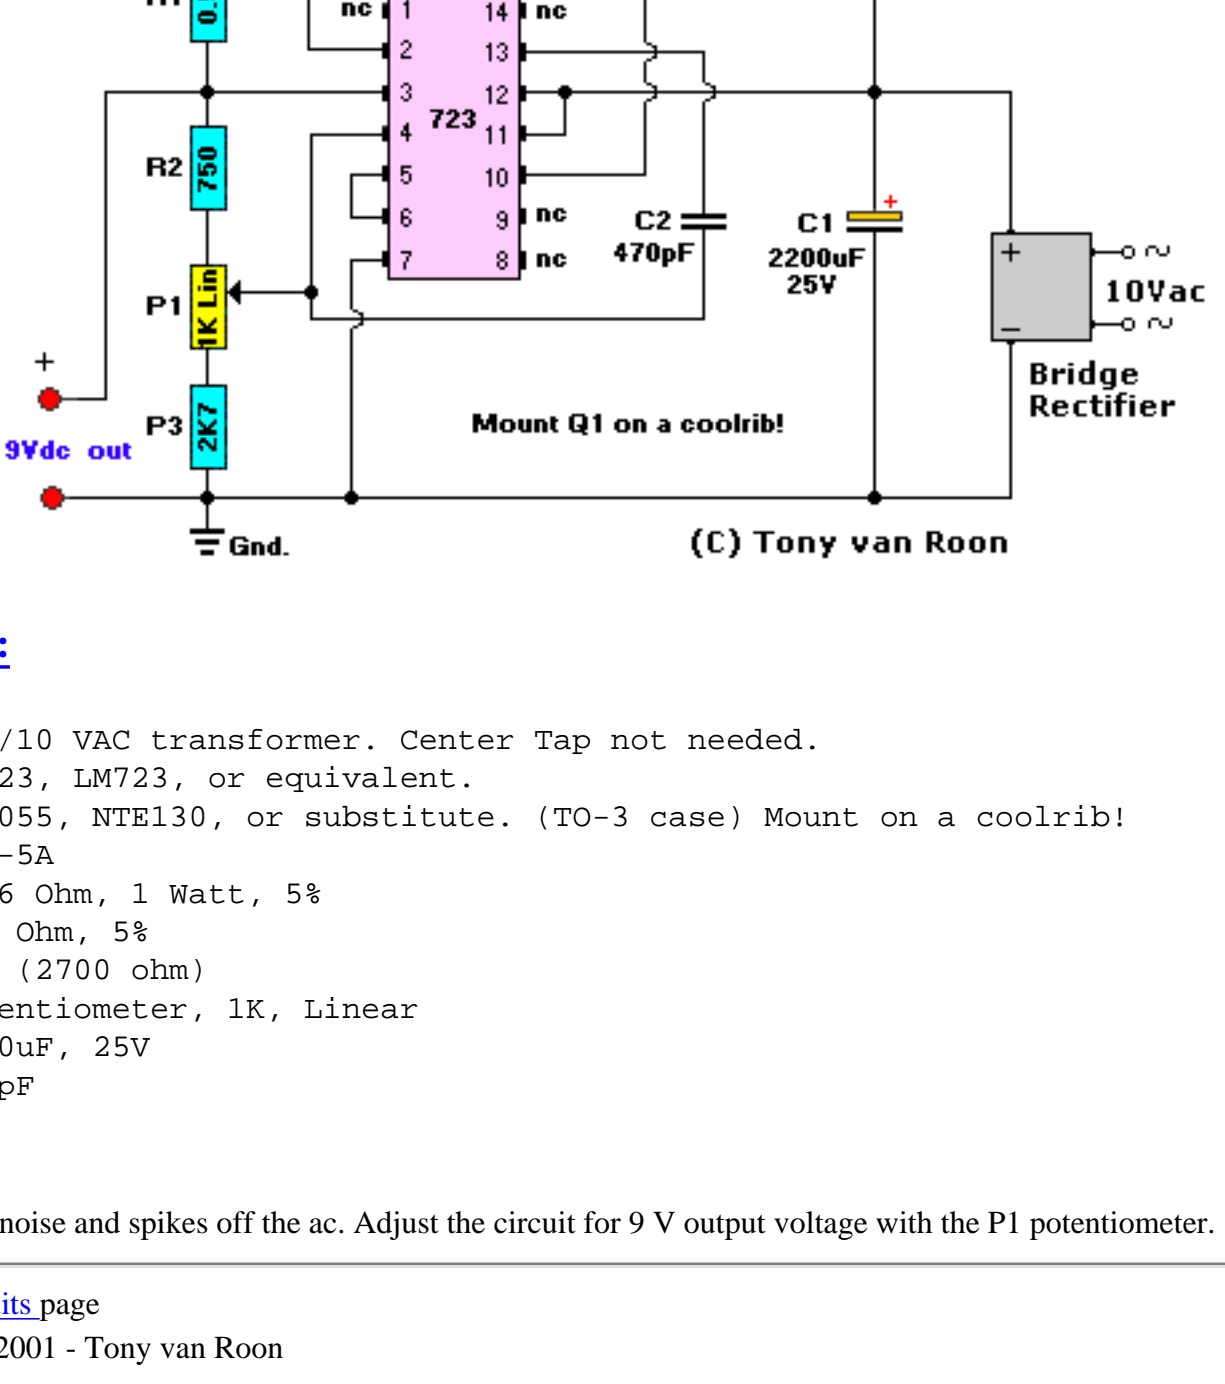 nc 1 14 nc
2 13
3 12
723
4 11
R2 750
5 10
6 9 nc
7 8 nc
C2
470pF
+
C1
2200uF
25V
+ ~
10Vac
– ~
Bridge
Rectifier
P1 1K Lin
+
P3 2K7
9Vdc out
Mount Q1 on a coolrib!
Gnd.
(C) Tony van Roon
:
/10 VAC transformer. Center Tap not needed.
23, LM723, or equivalent.
055, NTE130, or substitute. (TO-3 case) Mount on a coolrib!
-5A
6 Ohm, 1 Watt, 5%
Ohm, 5%
(2700 ohm)
entiometer, 1K, Linear
0uF, 25V
pF
noise and spikes off the ac. Adjust the circuit for 9 V output voltage with the P1 potentiometer.
its page
2001 - Tony van Roon